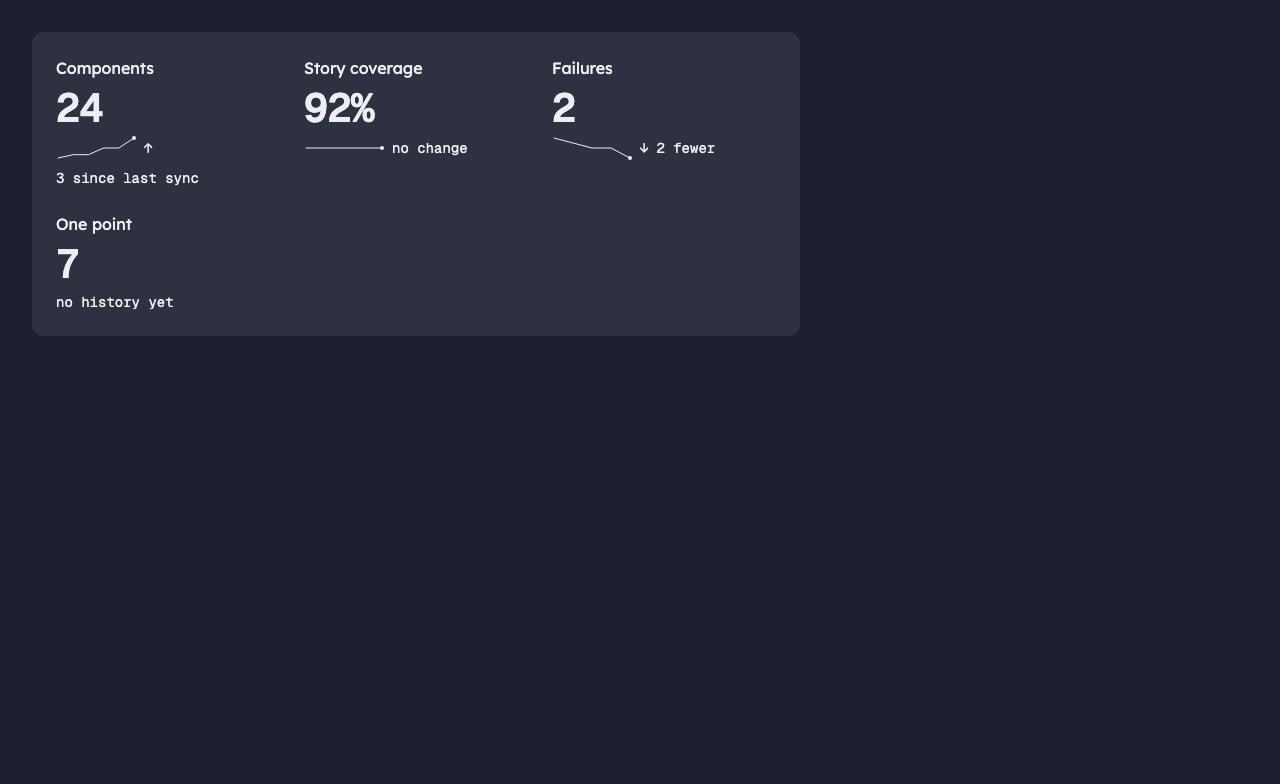 Components
24
↑
3 since last sync
Story coverage
92%
no change
Failures
2
↓ 2 fewer
One point
7
no history yet